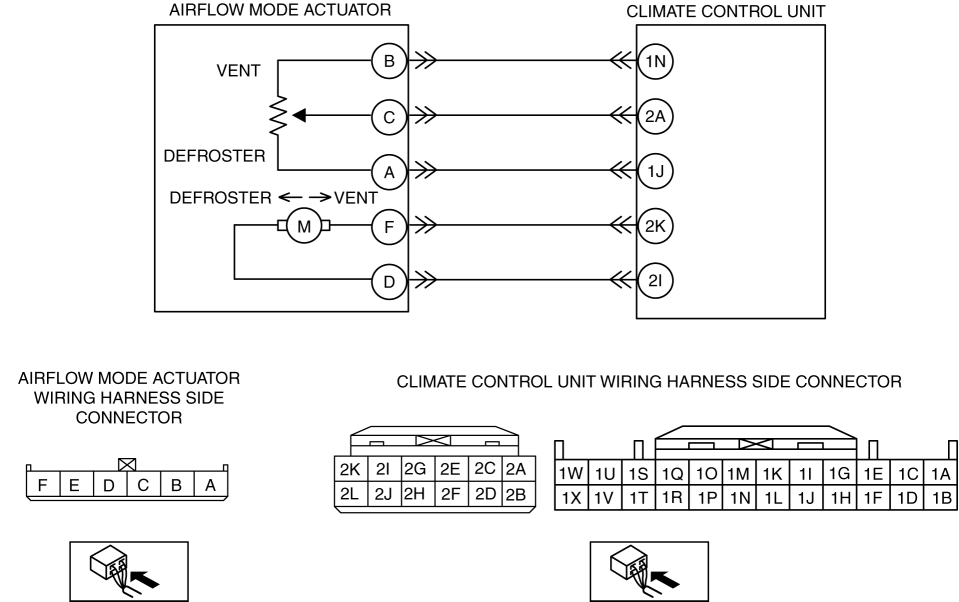 AIRFLOW MODE ACTUATOR
CLIMATE CONTROL UNIT
B
1N
VENT
C
2A
DEFROSTER
A
1J
DEFROSTER VENT
M
F
2K
D
2I
AIRFLOW MODE ACTUATOR
WIRING HARNESS SIDE
CONNECTOR
CLIMATE CONTROL UNIT WIRING HARNESS SIDE CONNECTOR
F E D C B A
2K 2I 2G 2E 2C 2A
2L 2J 2H 2F 2D 2B
1W 1U 1S 1Q 1O 1M 1K 1I 1G 1E 1C 1A
1X 1V 1T 1R 1P 1N 1L 1J 1H 1F 1D 1B